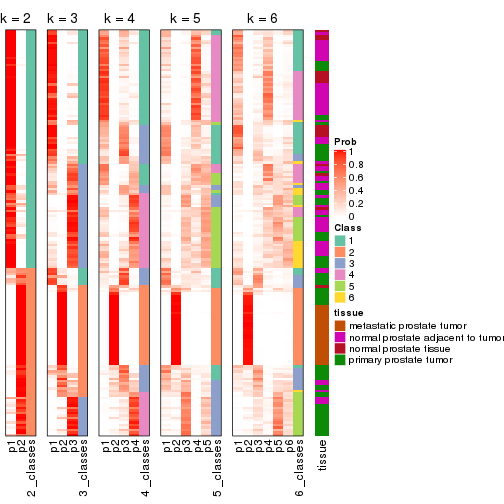 k = 2
k = 3
k = 4
k = 5
k = 6
Prob
1
0.8
0.6
0.4
0.2
0
Class
1
2
3
4
5
6
tissue
metastatic prostate tumor
normal prostate adjacent to tumor
normal prostate tissue
primary prostate tumor
p1
p2
2_classes
p1
p2
p3
3_classes
p1
p2
p3
p4
4_classes
p1
p2
p3
p4
p5
5_classes
p1
p2
p3
p4
p5
p6
6_classes
tissue